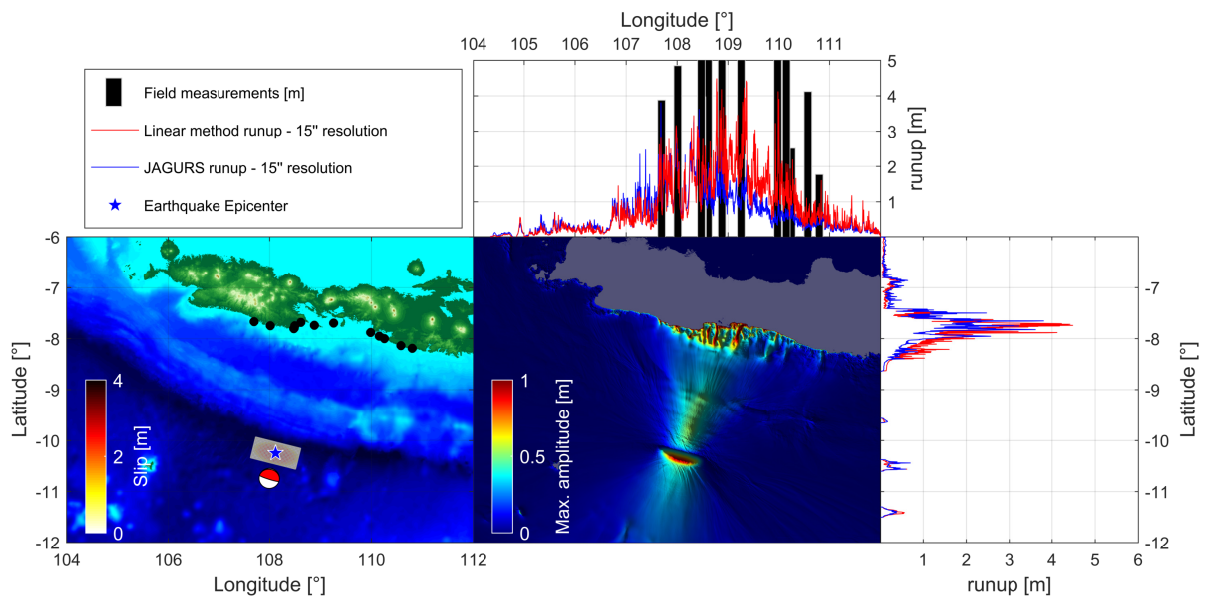 Longitude [°]
104 105 106 107 108 109 110 111
Field measurements [m]
Linear method runup - 15" resolution
JAGURS runup - 15" resolution
Earthquake Epicenter
5
4
3
2
1
runup [m]
-6
-7
-8
-9
-10
-11
-12
Latitude [°]
4
2
0
Slip [m]
104 106 108 110 112
Longitude [°]
1
0.5
0
Max. amplitude [m]
-7
-8
-9
-10
-11
-12
Latitude [°]
1 2 3 4 5 6
runup [m]